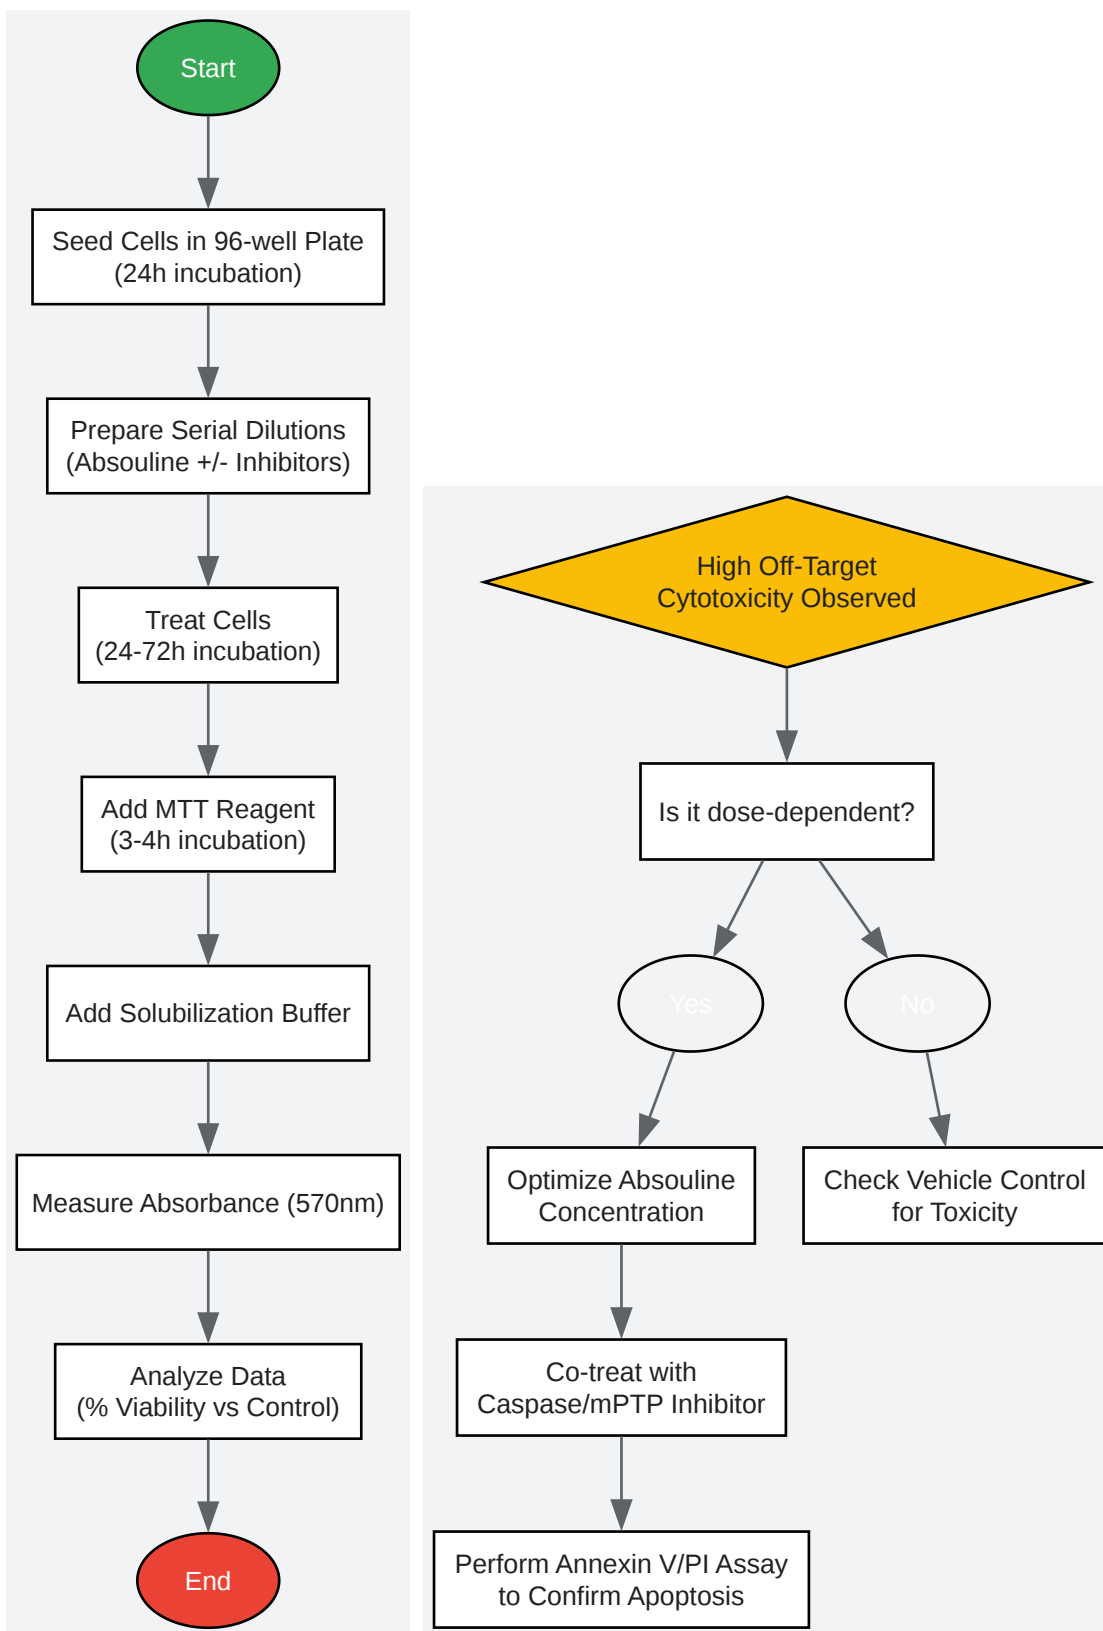 Start
Seed Cells in 96-well Plate
(24h incubation)
Prepare Serial Dilutions
(Absouline +/- Inhibitors)
Treat Cells
(24-72h incubation)
Add MTT Reagent
(3-4h incubation)
Add Solubilization Buffer
Measure Absorbance (570nm)
Analyze Data
(% Viability vs Control)
End
High Off-Target
Cytotoxicity Observed
Is it dose-dependent?
Yes
No
Optimize Absouline
Concentration
Check Vehicle Control
for Toxicity
Co-treat with
Caspase/mPTP Inhibitor
Perform Annexin V/PI Assay
to Confirm Apoptosis